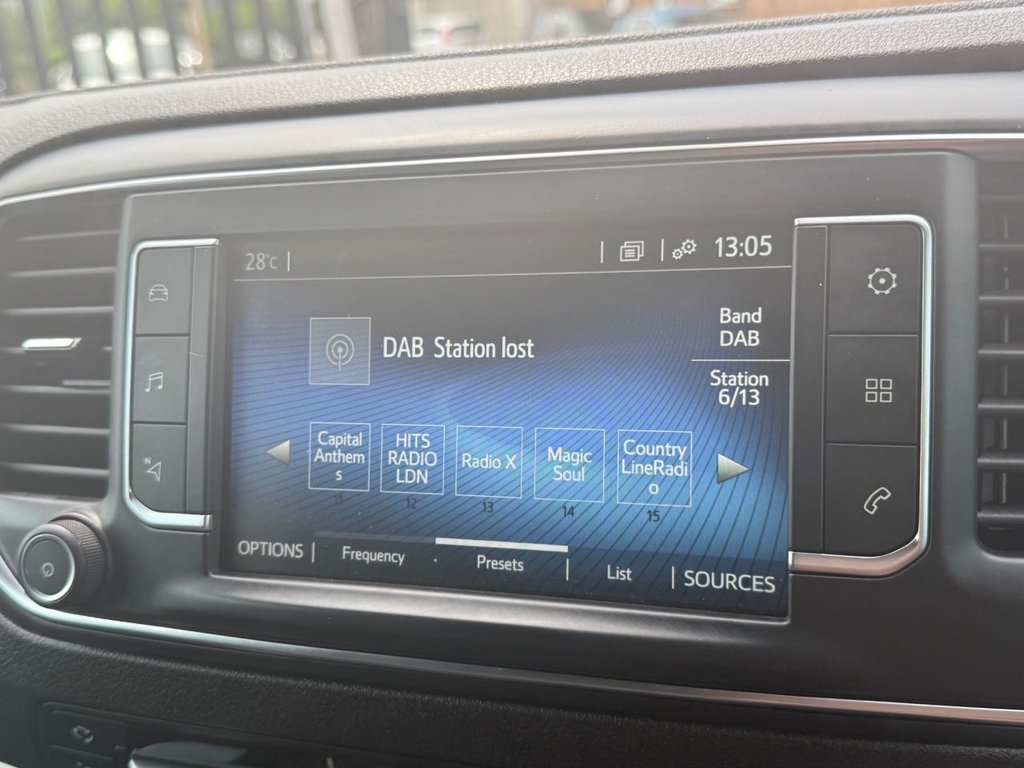 28°C
13:05
DAB Station lost
Band
DAB
Station
6/13
Capital
Anthem
s
11
HITS
RADIO
LDN
12
Radio X
13
Magic
Soul
14
Country
LineRadi
o
15
OPTIONS
Frequency
Presets
List
SOURCES
N